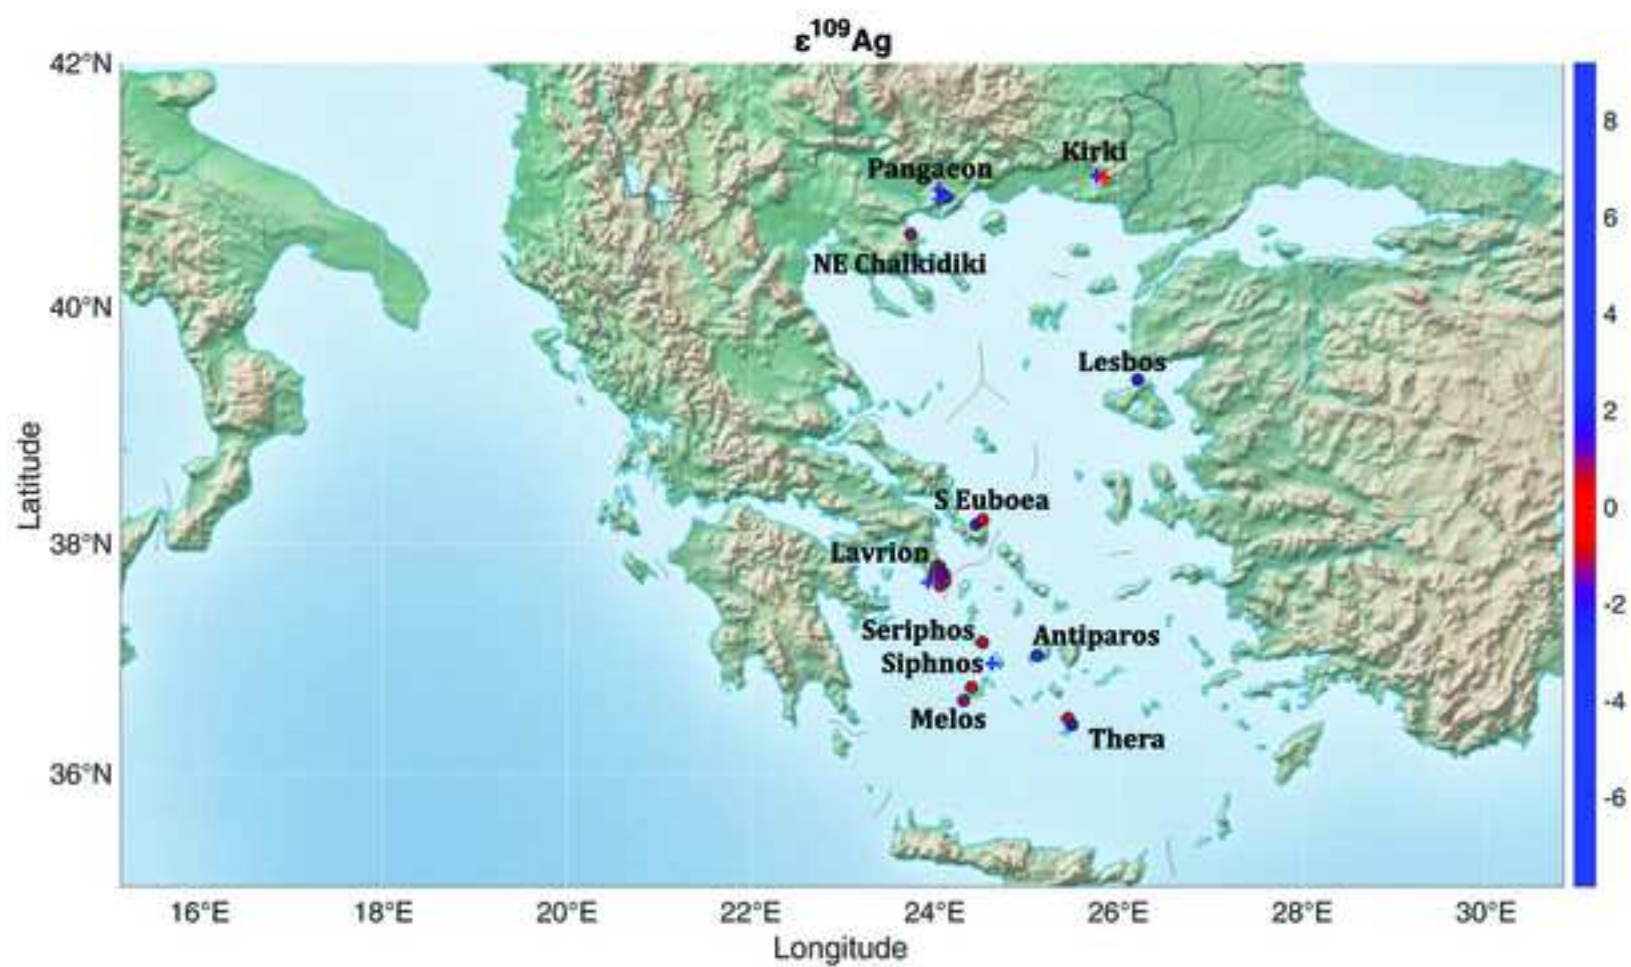 ε¹⁰⁹Ag
42°N
40°N
38°N
36°N
Latitude
Pangaeon
Kirki
NE Chalkidiki
Lesbos
S Euboea
Lavrion
Seriphos
Antiparos
Siphnos
Melos
Thera
8
6
4
2
0
-2
-4
-6
16°E 18°E 20°E 22°E 24°E 26°E 28°E 30°E
Longitude